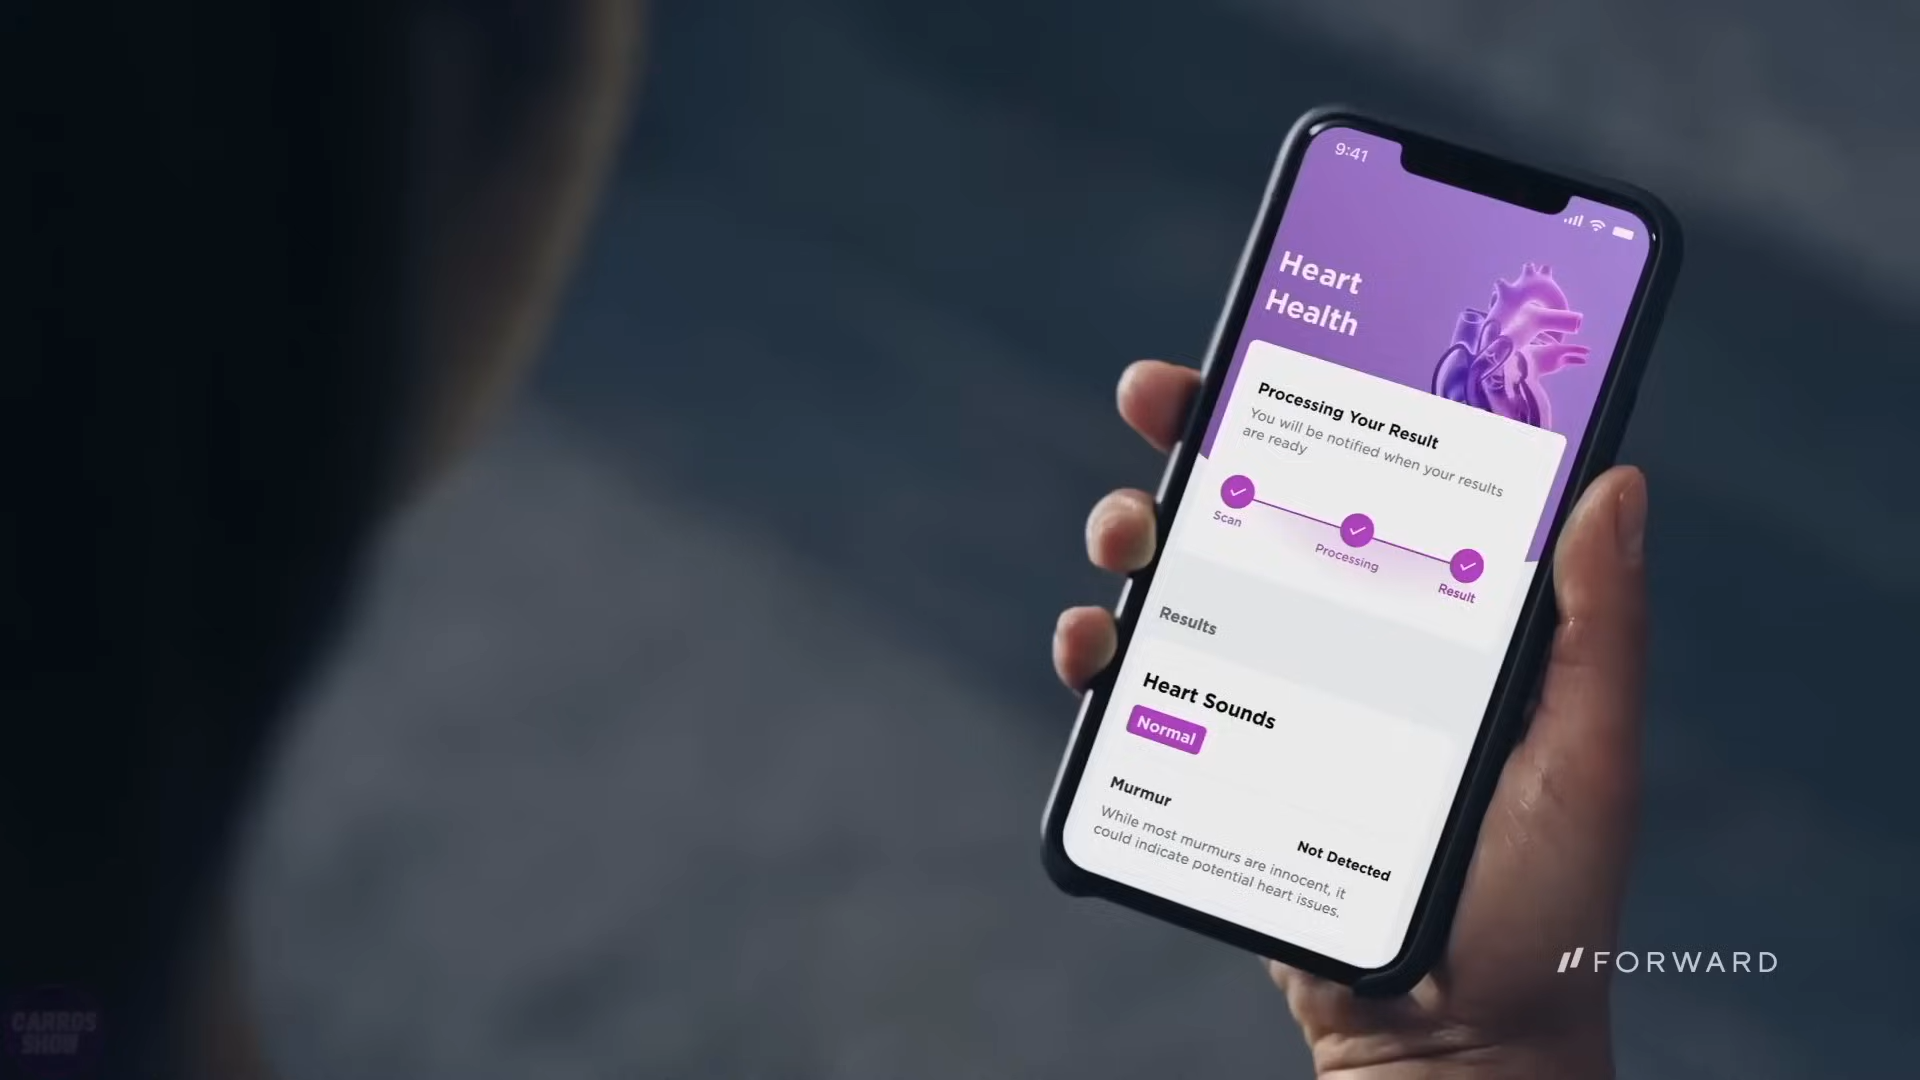 9:41
Heart
Health
Processing Your Result
You will be notified when your results
are ready
Scan
Processing
Result
Results
Heart Sounds
Normal
Murmur
Not Detected
While most murmurs are innocent, it
could indicate potential heart issues.
FORWARD
CARROS
SHOW